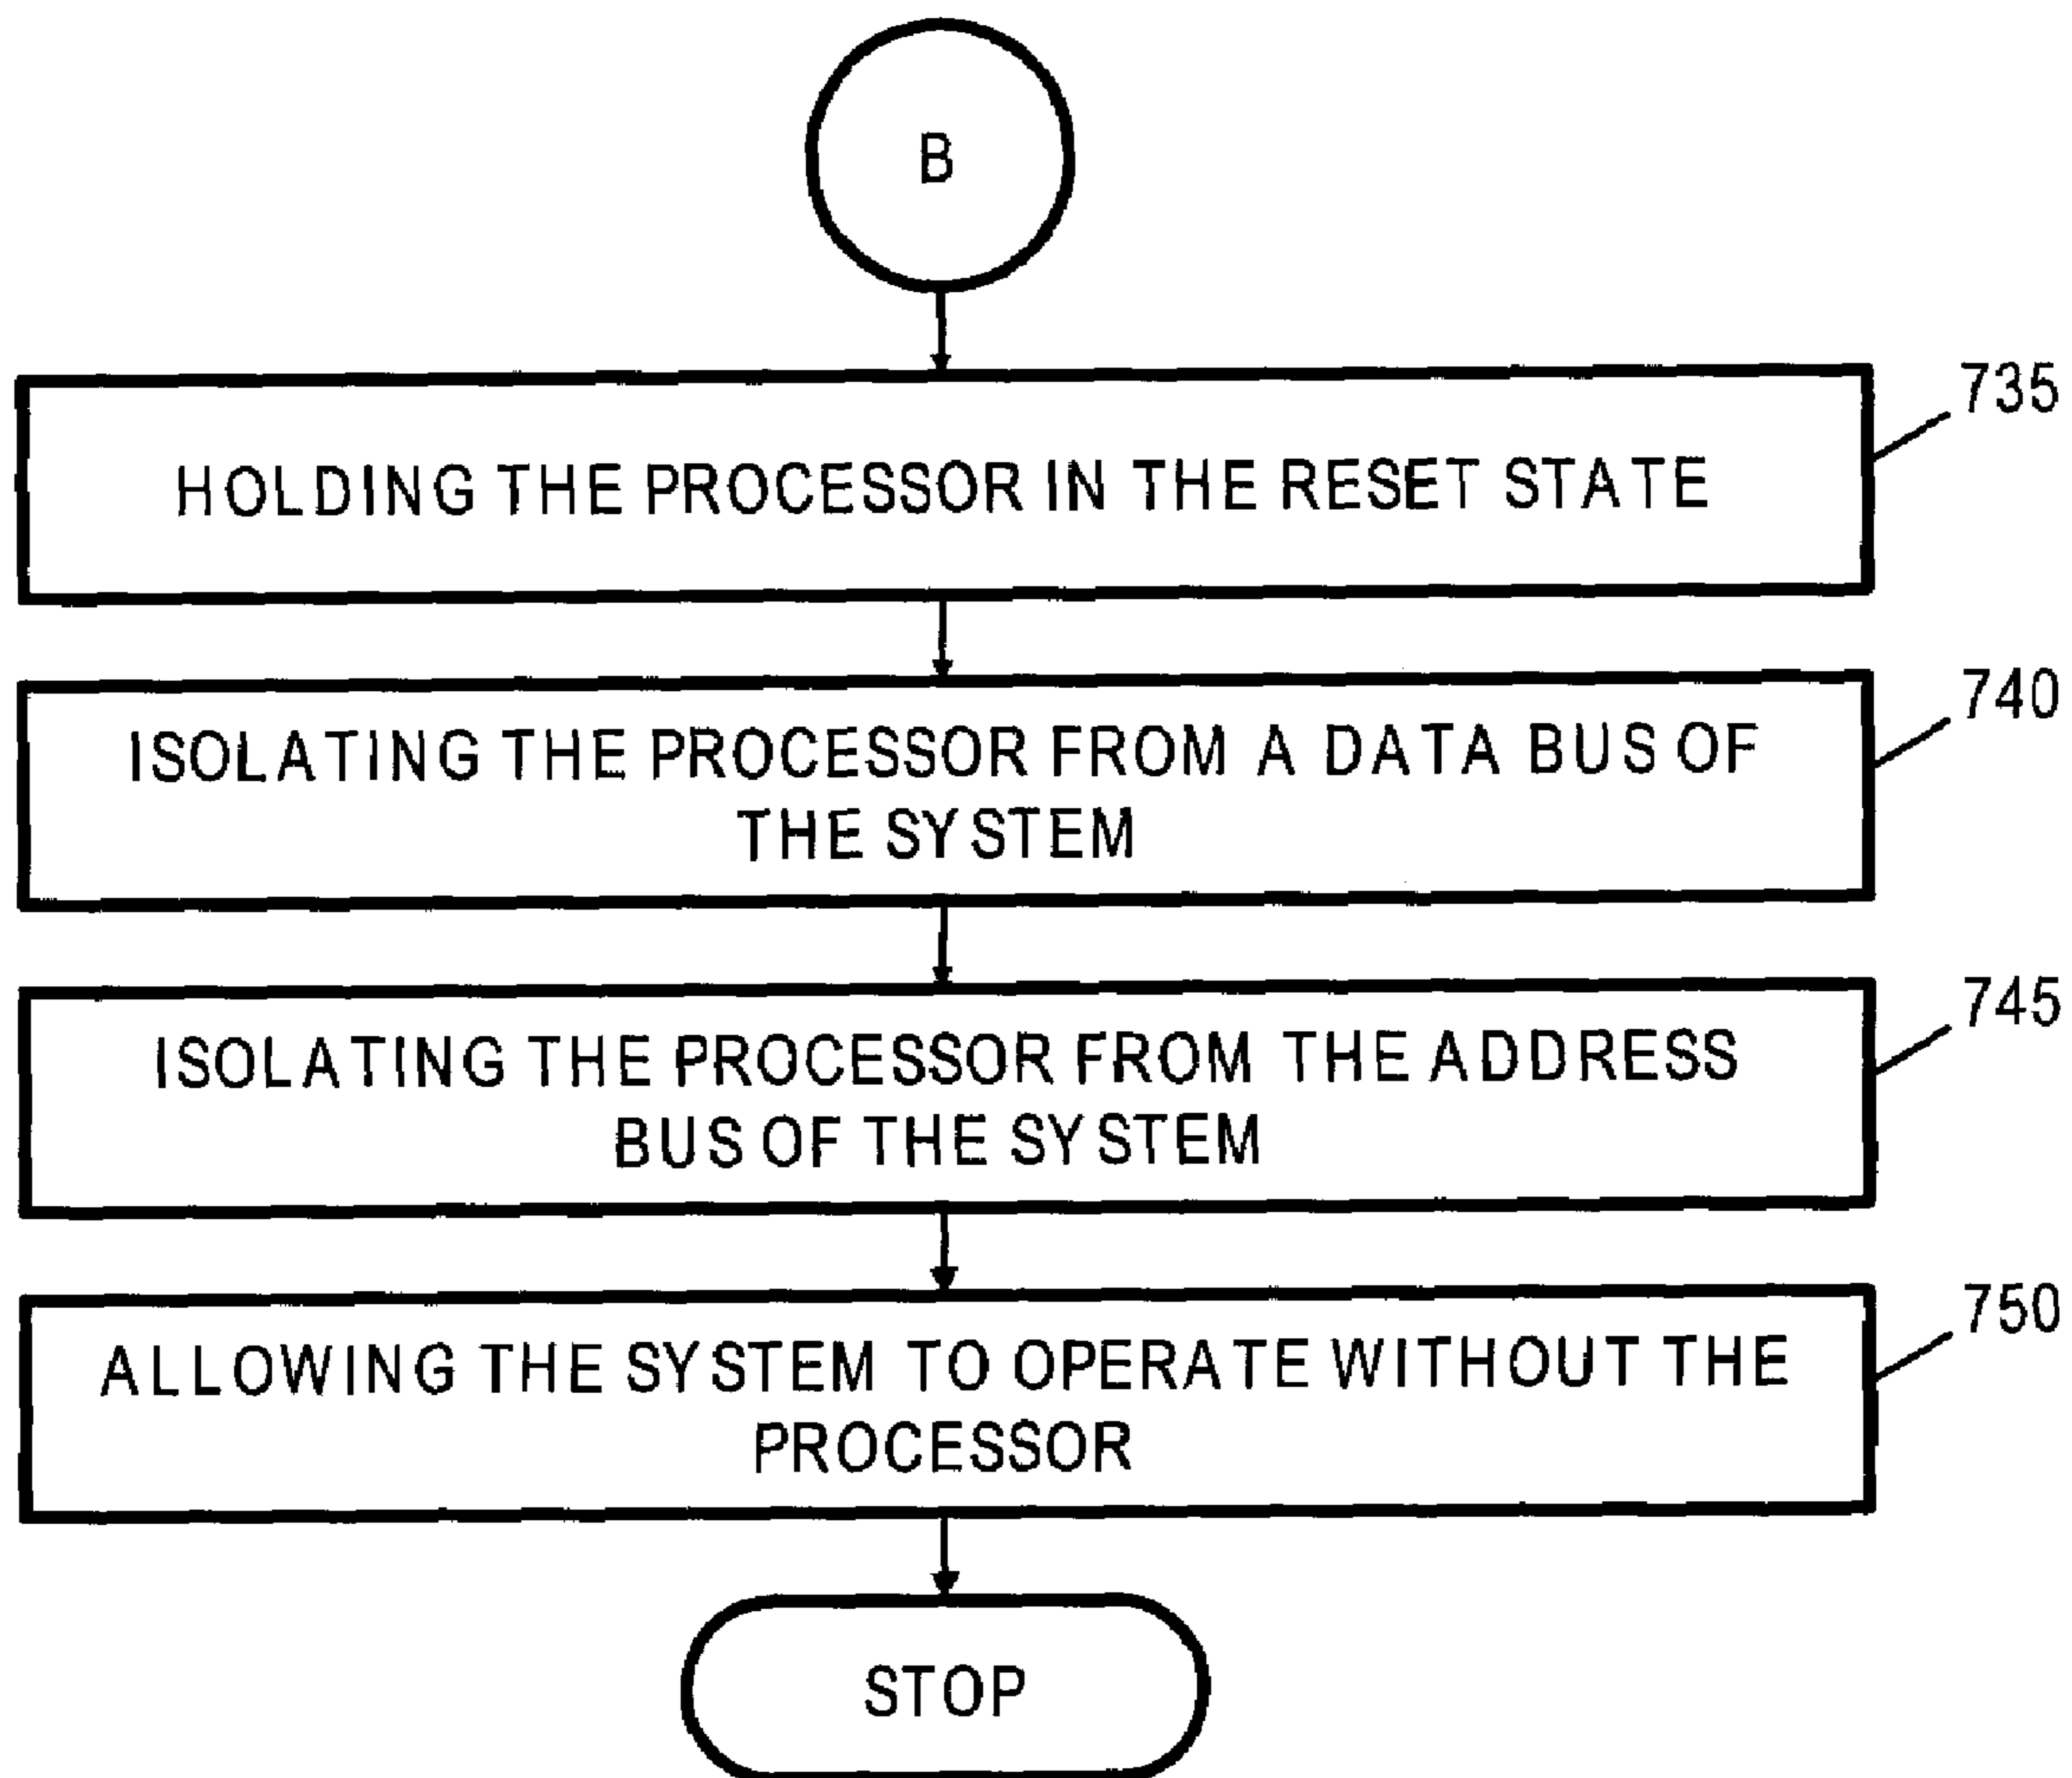 B
735
HOLDING THE PROCESSOR IN THE RESET STATE
740
ISOLATING THE PROCESSOR FROM A DATA BUS OF
THE SYSTEM
745
ISOLATING THE PROCESSOR FROM THE ADDRESS
BUS OF THE SYSTEM
750
ALLOWING THE SYSTEM TO OPERATE WITHOUT THE
PROCESSOR
STOP